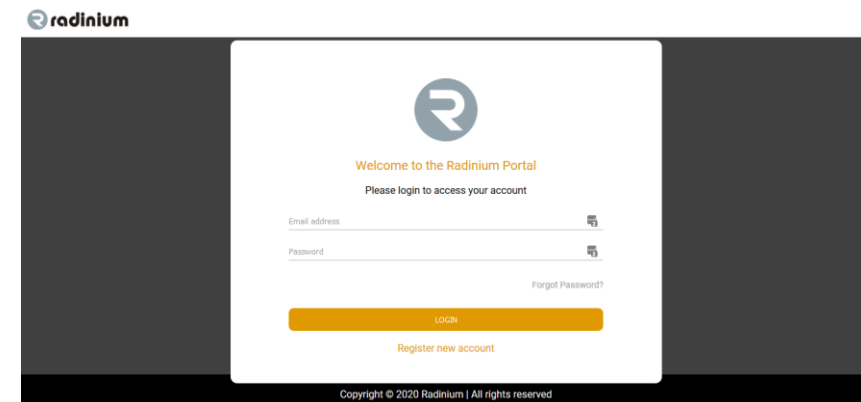 radinium
Welcome to the Radinium Portal
Please login to access your account
Email address
Password
Forgot Password?
LOGIN
Register new account
Copyright © 2020 Radinium | All rights reserved